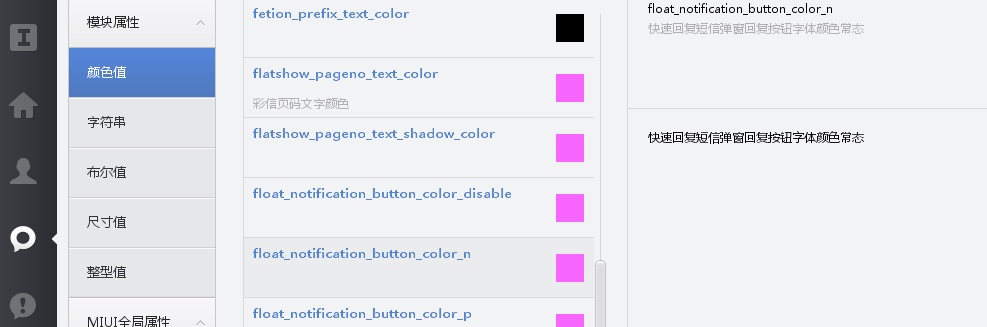 模块属性
颜色值
字符串
布尔值
尺寸值
整型值
MIUI全局属性
fetion_prefix_text_color
flatshow_pageno_text_color
彩信页码文字颜色
flatshow_pageno_text_shadow_color
float_notification_button_color_disable
float_notification_button_color_n
float_notification_button_color_p
float_notification_button_color_n
快速回复短信弹窗回复按钮字体颜色常态
快速回复短信弹窗回复按钮字体颜色常态